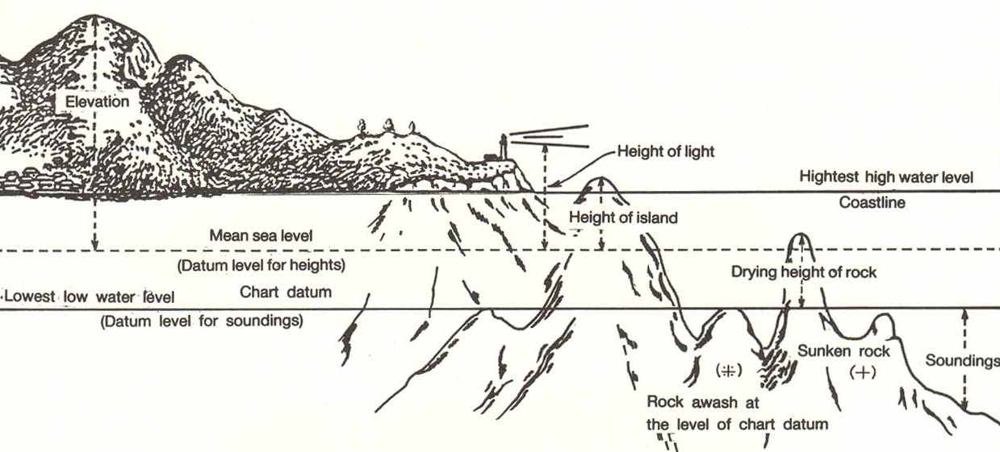 Elevation
Height of light
Hightest high water level
Coastline
Height of island
Mean sea level
(Datum level for heights)
Drying height of rock
Lowest low water level
Chart datum
(Datum level for soundings)
Sunken rock
(+)
Soundings
Rock awash at
the level of chart datum